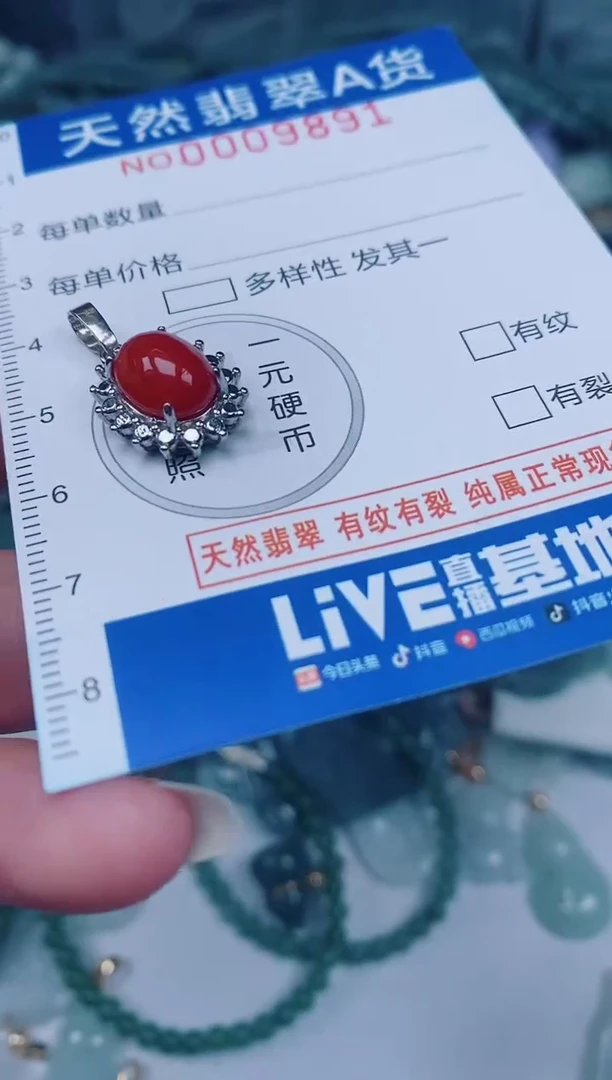 天然翡翠A货
NO0009891
每单数量
每单价格
多样性 发其一
有纹
有裂
一元硬币
照
天然翡翠 有纹有裂 纯属正常现
LiVE直播基地
今日头条 抖音 西瓜视频 抖音
0
1
2
3
4
5
6
7
8